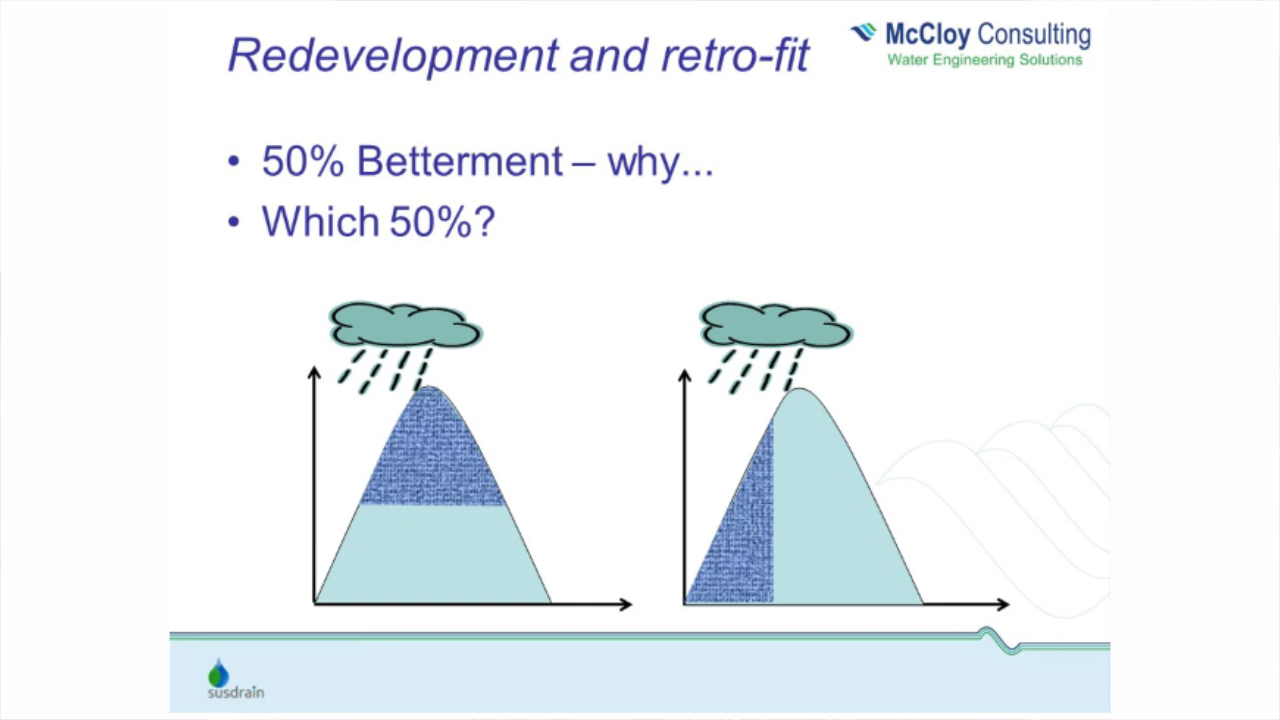 Redevelopment and retro-fit
McCloy Consulting
Water Engineering Solutions
• 50% Betterment – why...
• Which 50%?
susdrain